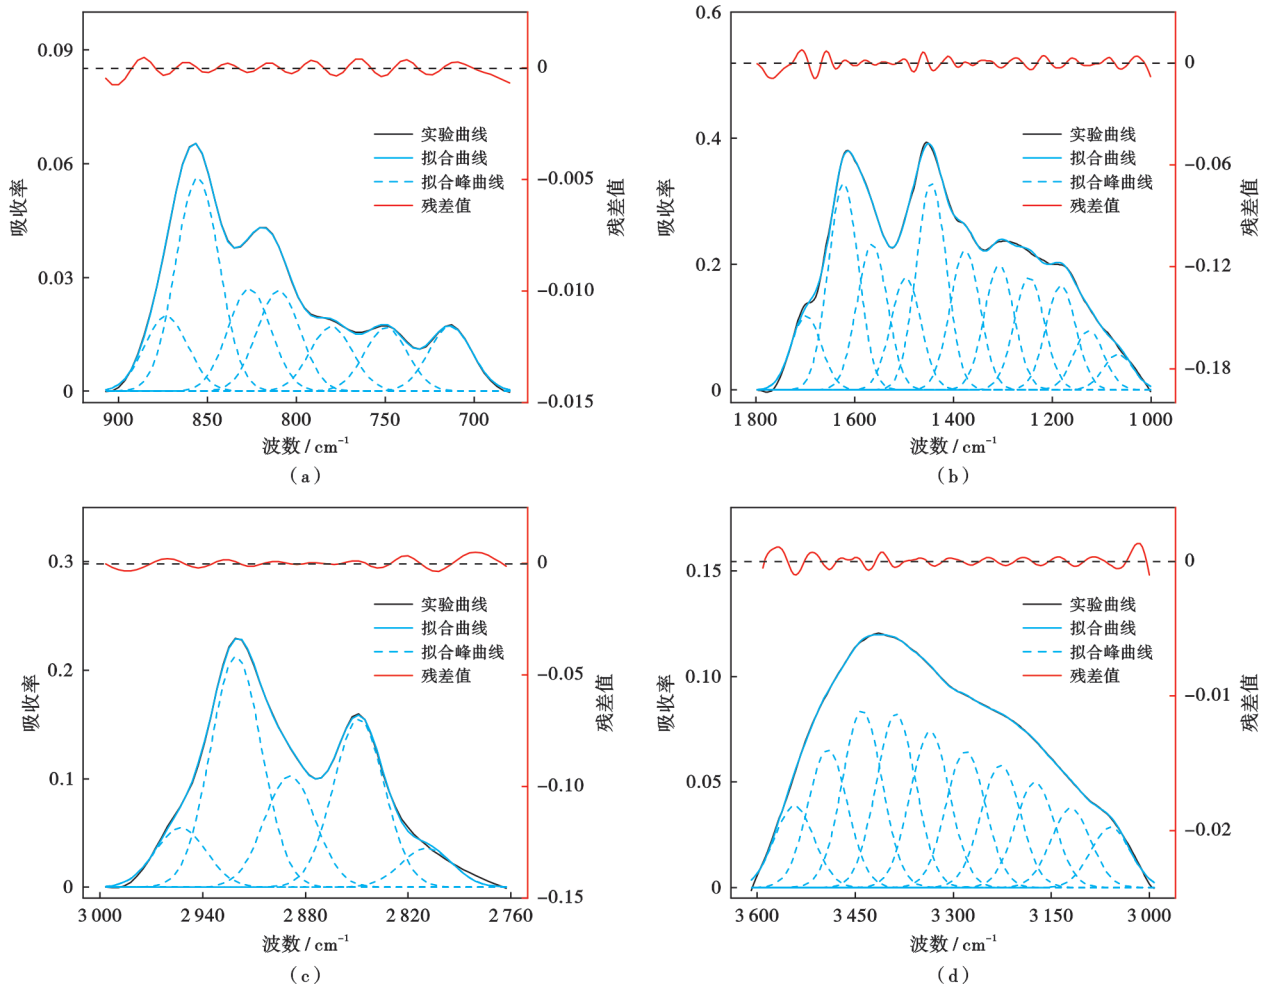 0.09
0.06
0.03
0
吸收率
0
−0.005
−0.010
−0.015
残差值
实验曲线
拟合曲线
拟合峰曲线
残差值
900 850 800 750 700
波数 / cm⁻¹
(a)
0.6
0.4
0.2
0
吸收率
0
−0.06
−0.12
−0.18
残差值
实验曲线
拟合曲线
拟合峰曲线
残差值
1 800 1 600 1 400 1 200 1 000
波数 / cm⁻¹
(b)
0.3
0.2
0.1
0
吸收率
0
−0.05
−0.10
−0.15
残差值
实验曲线
拟合曲线
拟合峰曲线
残差值
3 000 2 940 2 880 2 820 2 760
波数 / cm⁻¹
(c)
0.15
0.10
0.05
0
吸收率
0
−0.01
−0.02
残差值
实验曲线
拟合曲线
拟合峰曲线
残差值
3 600 3 450 3 300 3 150 3 000
波数 / cm⁻¹
(d)